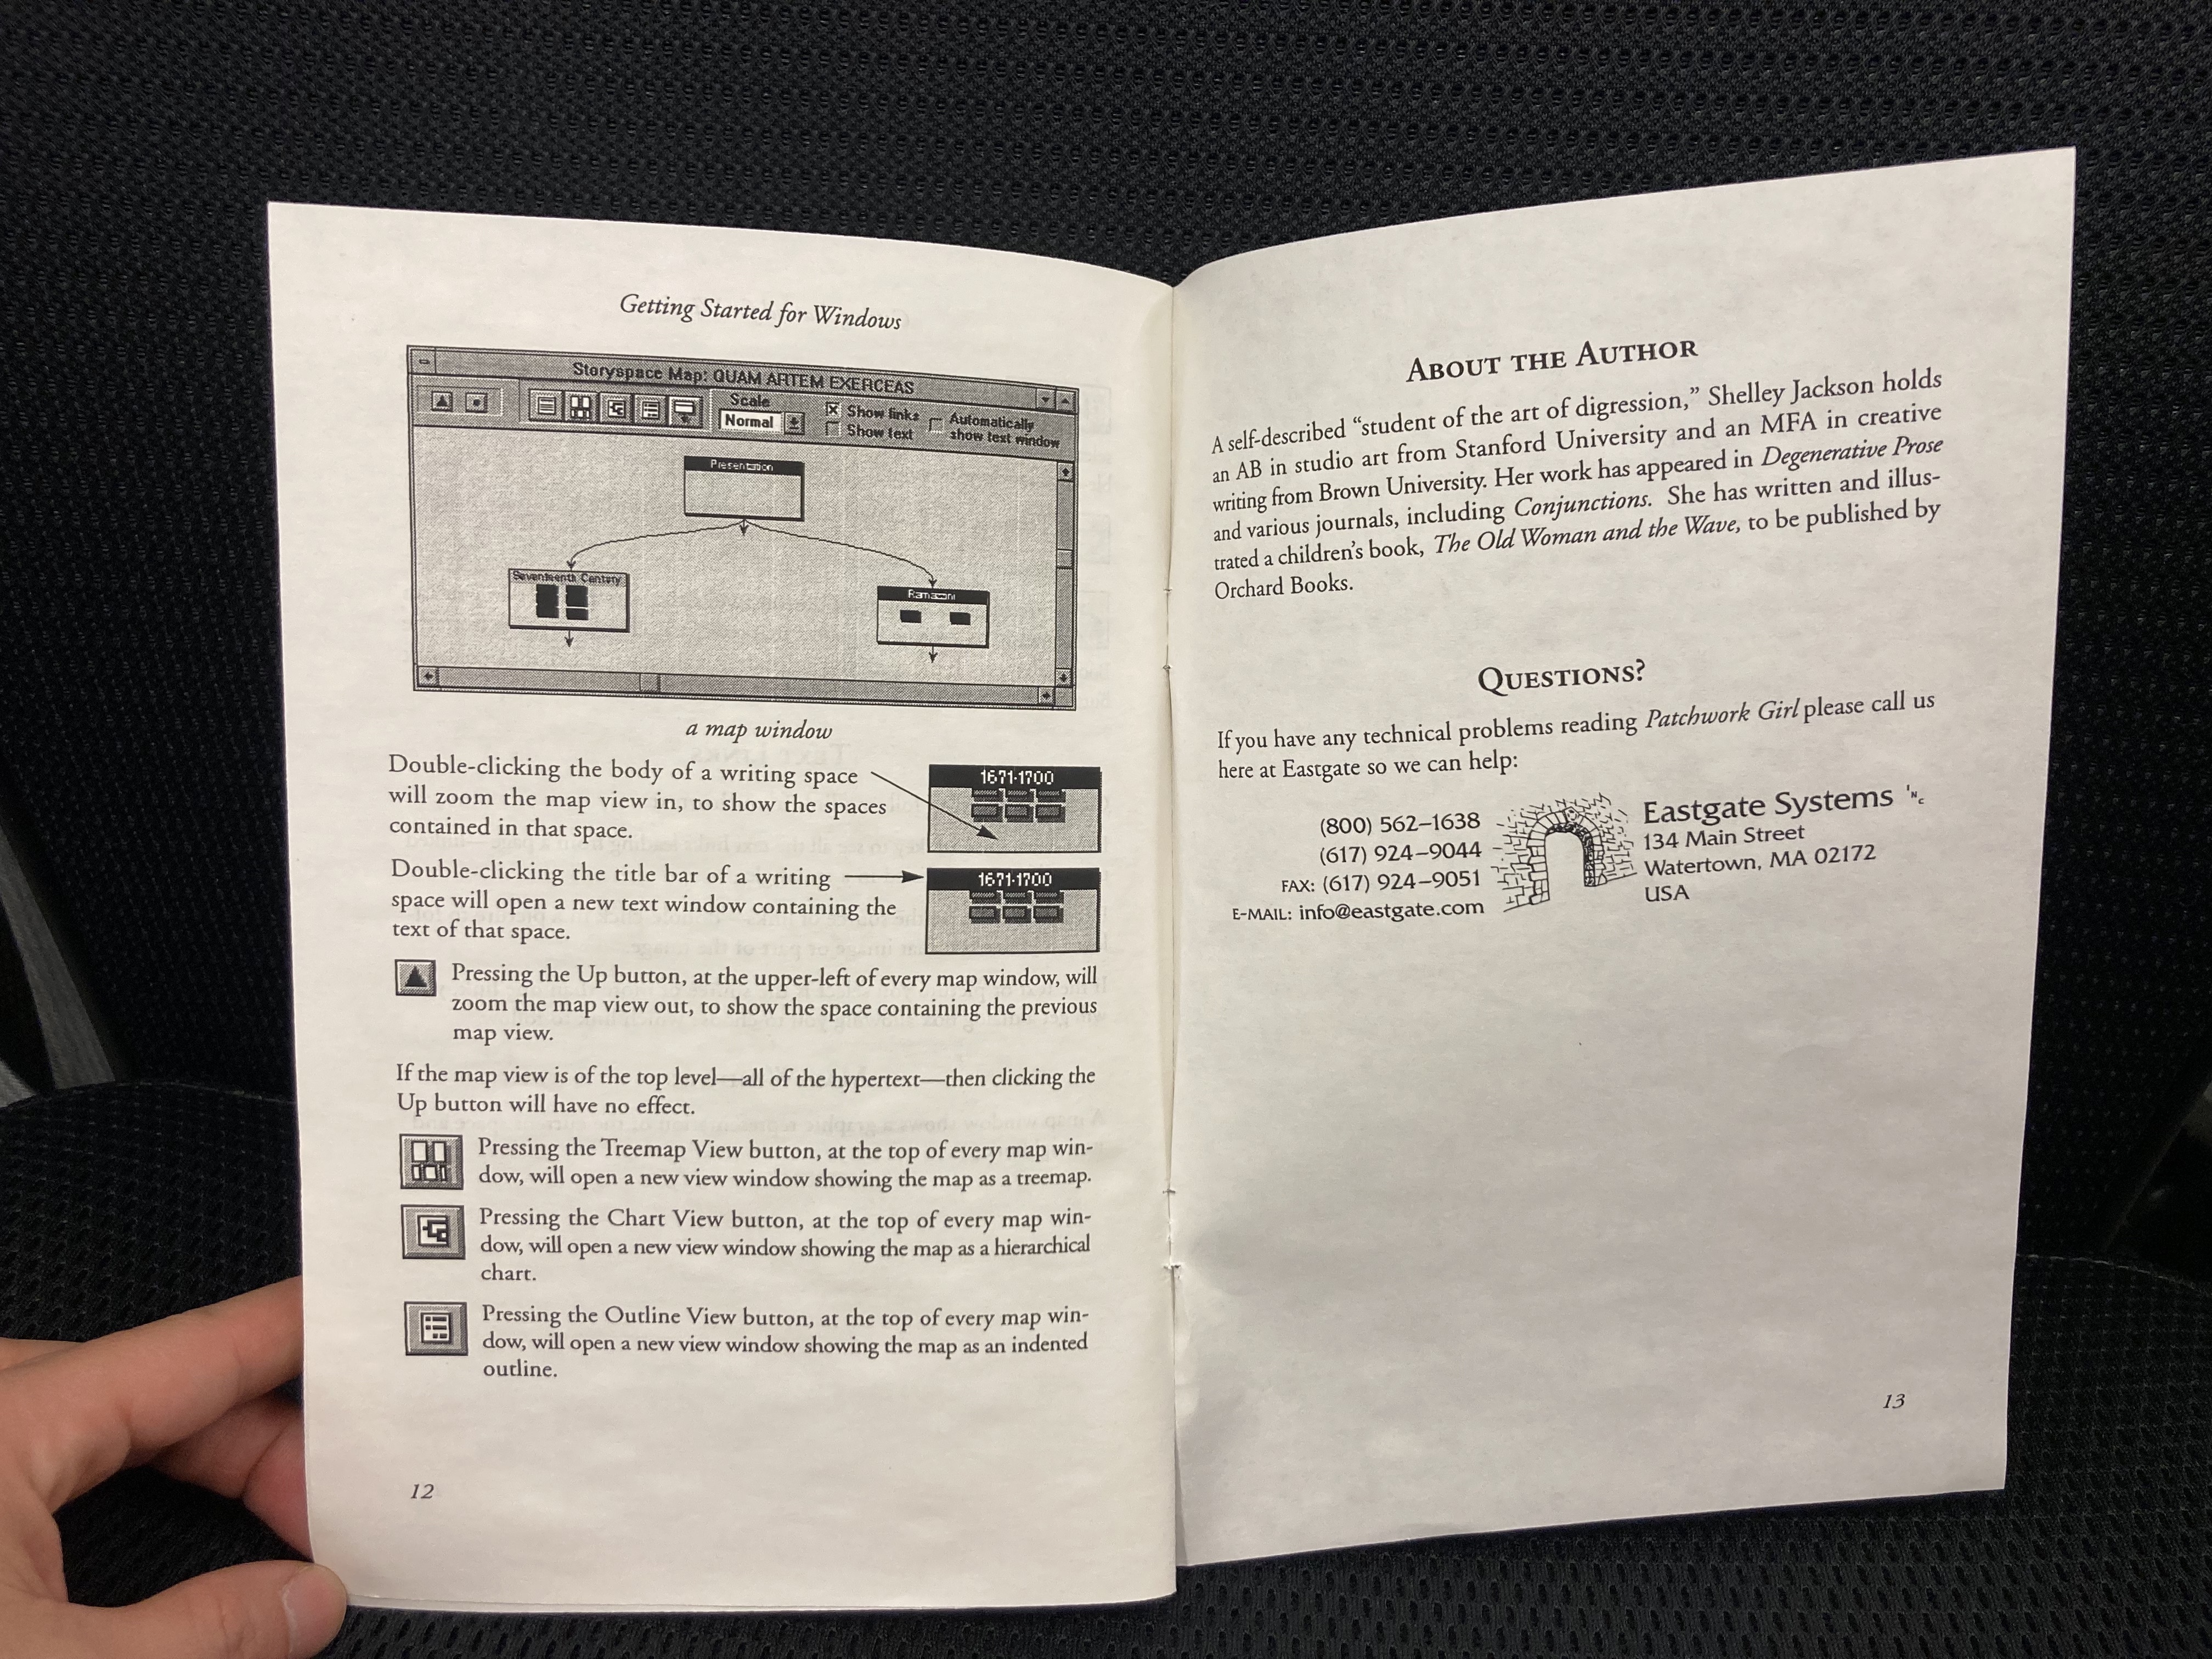 Getting Started for Windows
Storyspace Map: QUAM ARTEM EXERCEAS
Scale
Normal
Show links
Show text
Automatically
show text window
Presentation
Seventeenth Century
Ramazzini
a map window
Double-clicking the body of a writing space
will zoom the map view in, to show the spaces
contained in that space.
1671-1700
Double-clicking the title bar of a writing
space will open a new text window containing the
text of that space.
1671-1700
Pressing the Up button, at the upper-left of every map window, will
zoom the map view out, to show the space containing the previous
map view.
If the map view is of the top level—all of the hypertext—then clicking the
Up button will have no effect.
Pressing the Treemap View button, at the top of every map win-
dow, will open a new view window showing the map as a treemap.
Pressing the Chart View button, at the top of every map win-
dow, will open a new view window showing the map as a hierarchical
chart.
Pressing the Outline View button, at the top of every map win-
dow, will open a new view window showing the map as an indented
outline.
12
About the Author
A self-described “student of the art of digression,” Shelley Jackson holds
an AB in studio art from Stanford University and an MFA in creative
writing from Brown University. Her work has appeared in Degenerative Prose
and various journals, including Conjunctions. She has written and illus-
trated a children’s book, The Old Woman and the Wave, to be published by
Orchard Books.
Questions?
If you have any technical problems reading Patchwork Girl please call us
here at Eastgate so we can help:
(800) 562–1638
(617) 924–9044
FAX: (617) 924–9051
E-MAIL: info@eastgate.com
Eastgate Systems INC
134 Main Street
Watertown, MA 02172
USA
13